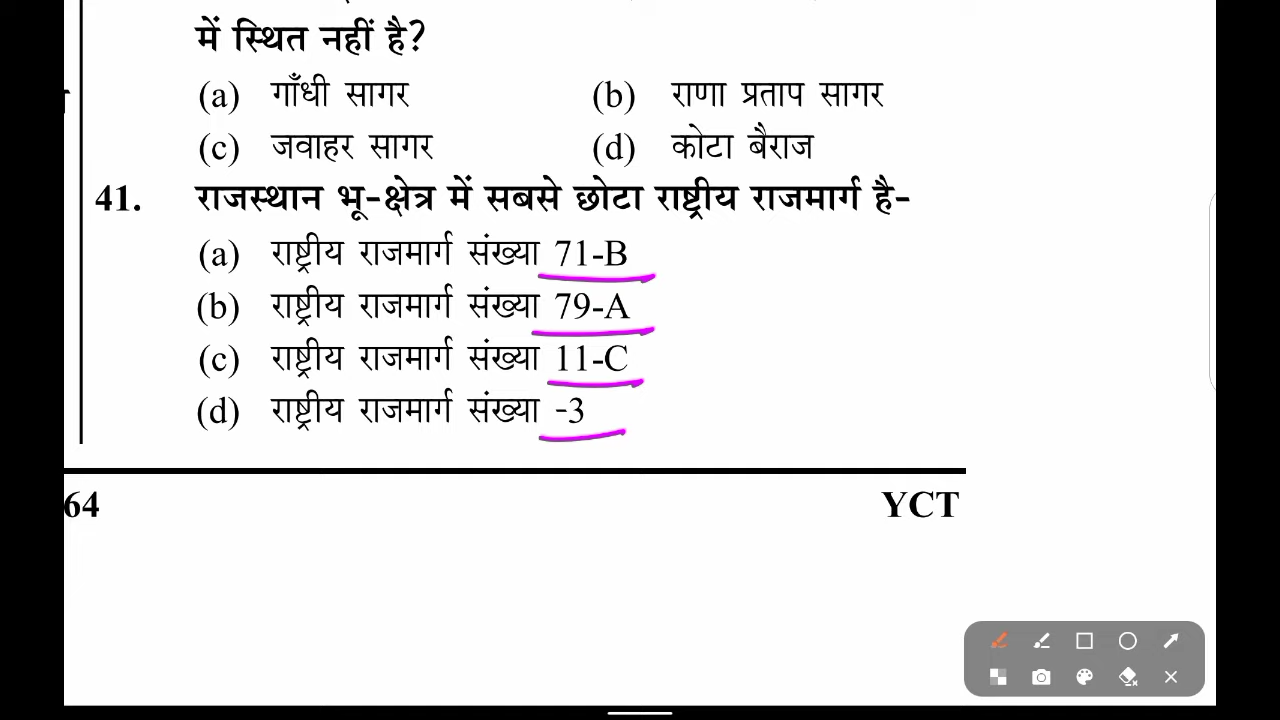 में स्थित नहीं है?
(a) गाँधी सागर (b) राणा प्रताप सागर
(c) जवाहर सागर (d) कोटा बैराज
41. राजस्थान भू-क्षेत्र में सबसे छोटा राष्ट्रीय राजमार्ग है-
(a) राष्ट्रीय राजमार्ग संख्या 71-B
(b) राष्ट्रीय राजमार्ग संख्या 79-A
(c) राष्ट्रीय राजमार्ग संख्या 11-C
(d) राष्ट्रीय राजमार्ग संख्या -3
64 YCT